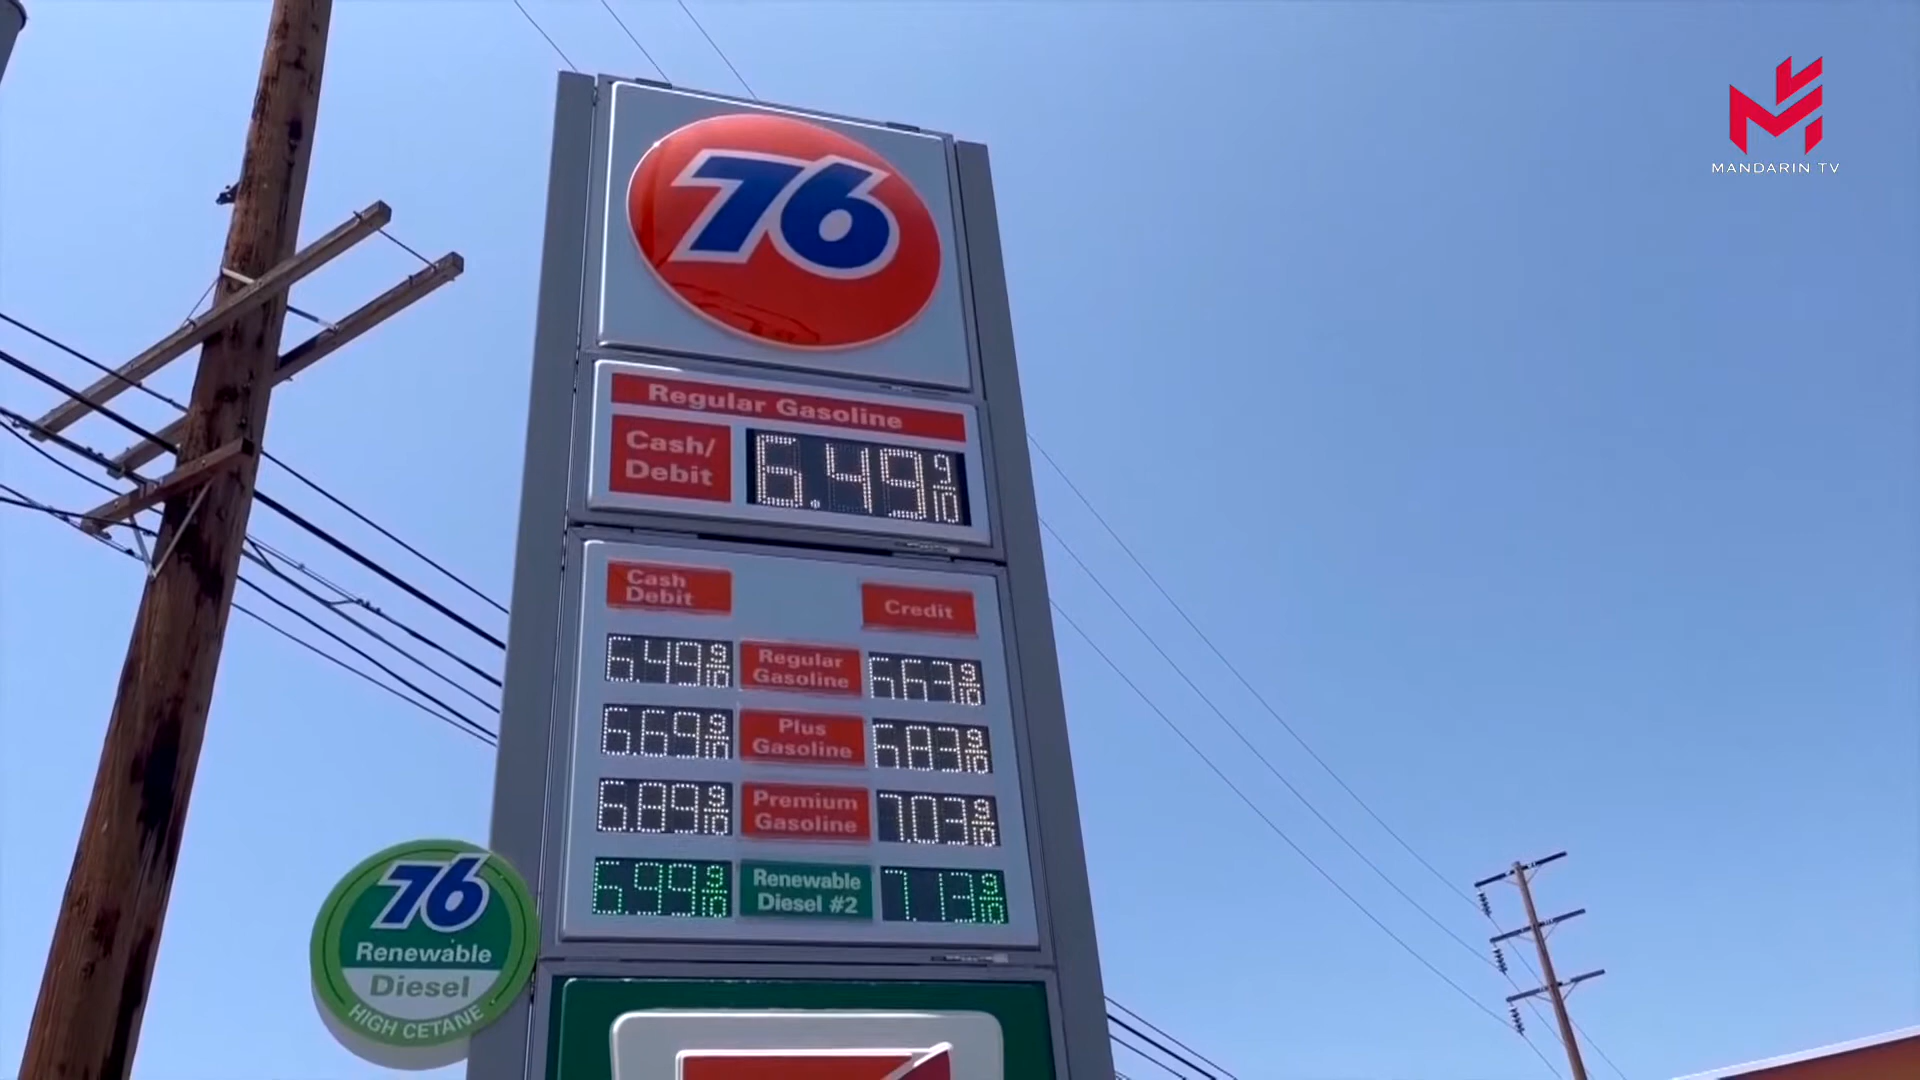 MANDARIN TV
76
Regular Gasoline
Cash/
Debit
6.49 9/10
Cash
Debit
Credit
6.49 9/10
Regular
Gasoline
6.63 9/10
6.69 9/10
Plus
Gasoline
6.83 9/10
6.89 9/10
Premium
Gasoline
7.03 9/10
6.99 9/10
Renewable
Diesel #2
7.13 9/10
76
Renewable
Diesel
HIGH CETANE